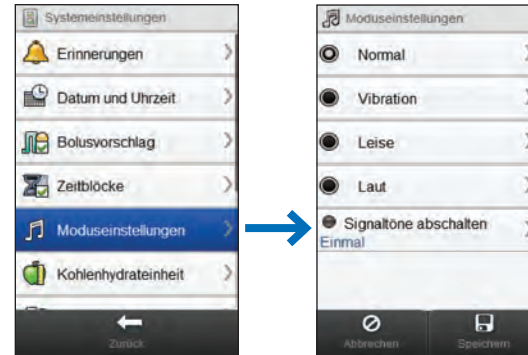 Systemeinstellungen
Erinnerungen
Datum und Uhrzeit
Bolusvorschlag
Zeitblöcke
Moduseinstellungen
Kohlenhydrateinheit
Zurück
Moduseinstellungen
Normal
Vibration
Leise
Laut
Signaltöne abschalten
Einmal
Abbrechen
Speichern